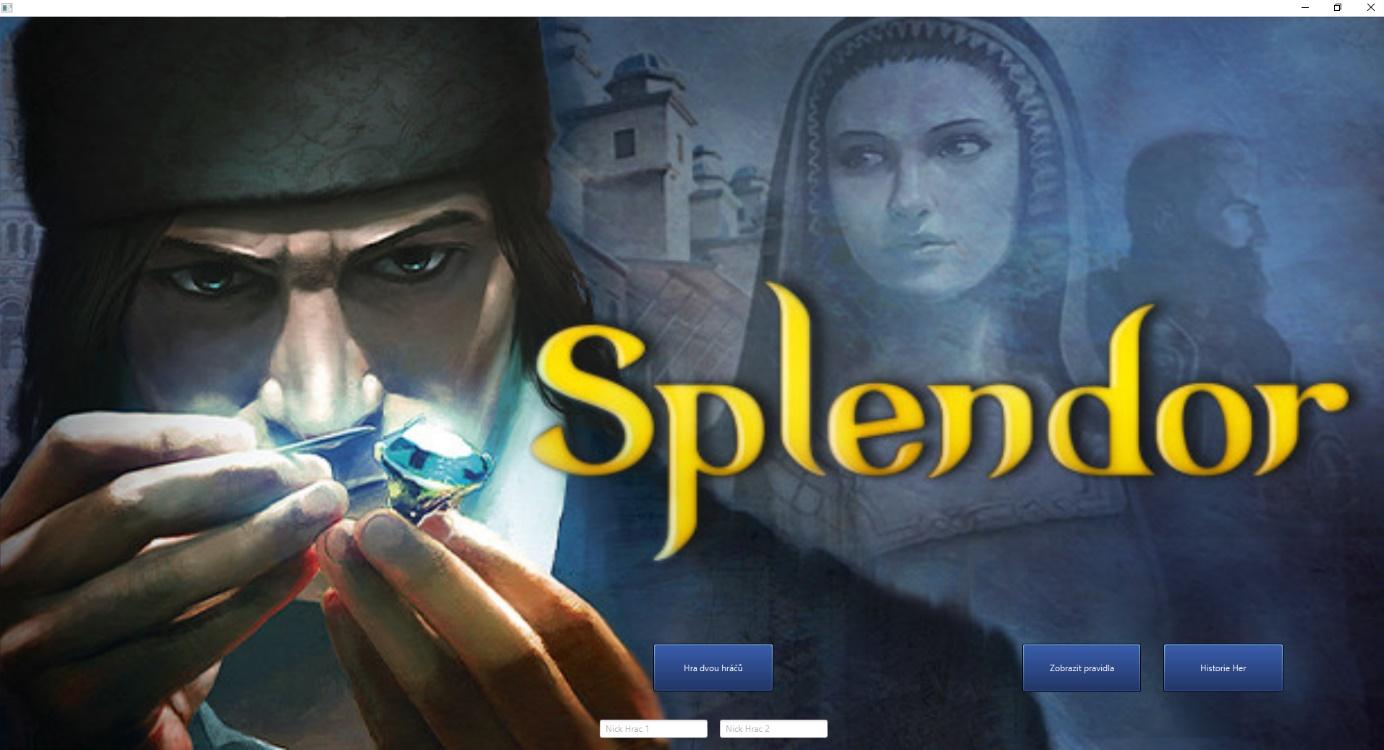 Splendor
Hra dvou hráčů
Zobrazit pravidla
Historie Her
Nick Hrac 1
Nick Hrac 2